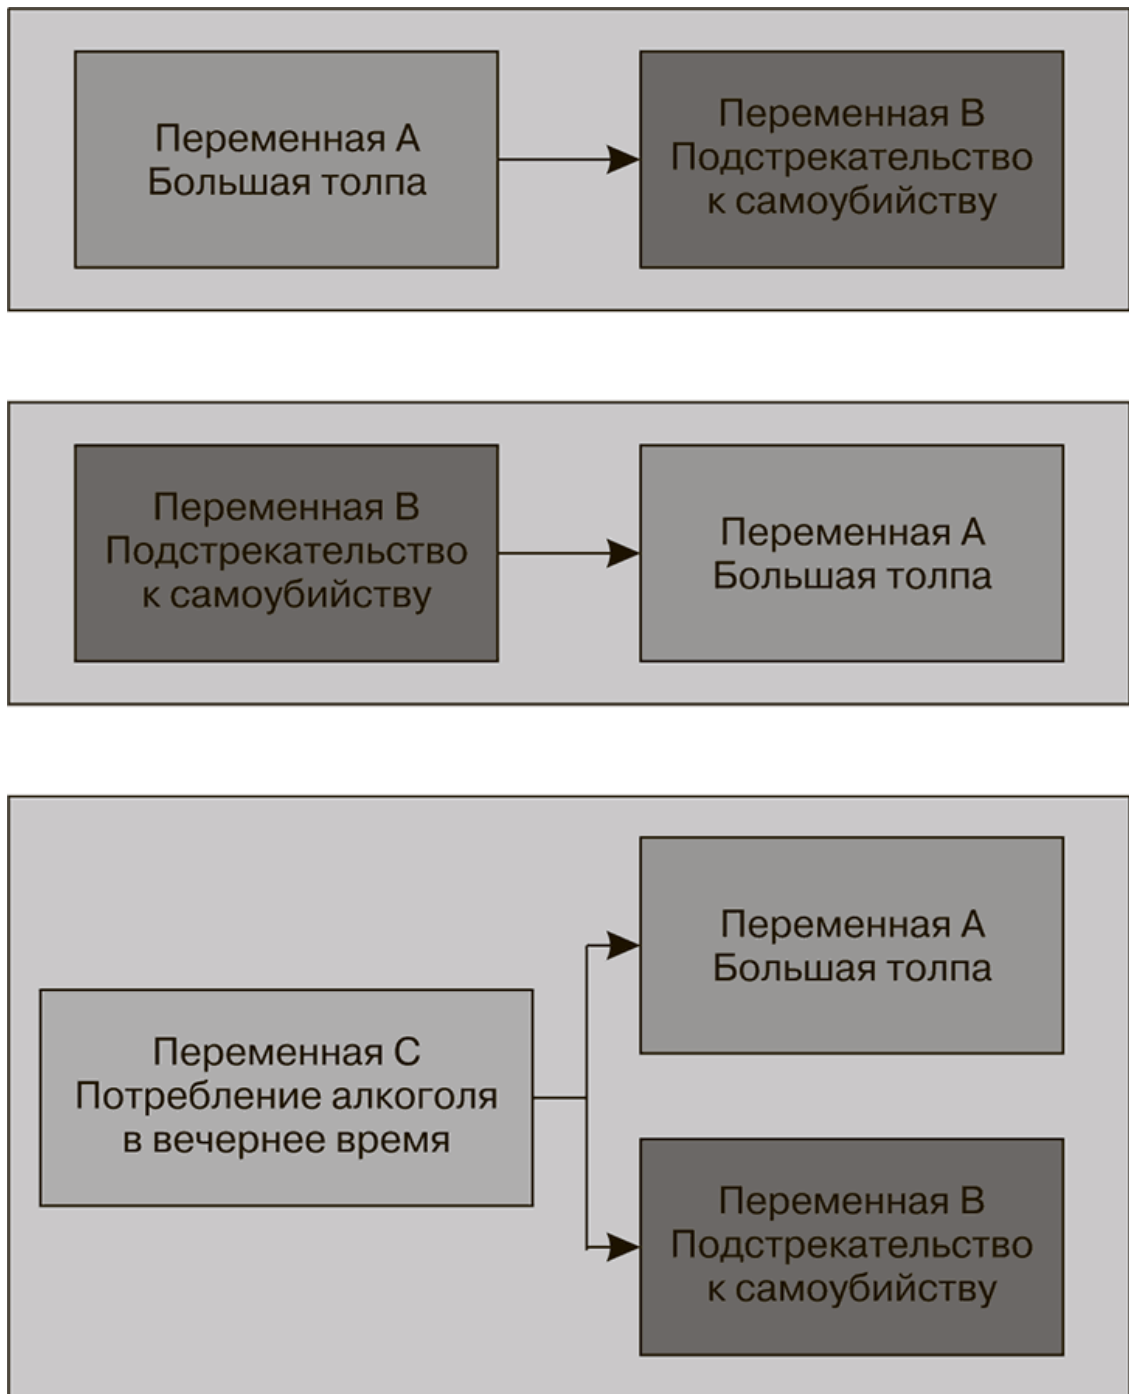 Переменная A
Большая толпа
Переменная B
Подстрекательство
к самоубийству
Переменная B
Подстрекательство
к самоубийству
Переменная A
Большая толпа
Переменная A
Большая толпа
Переменная C
Потребление алкоголя
в вечернее время
Переменная B
Подстрекательство
к самоубийству